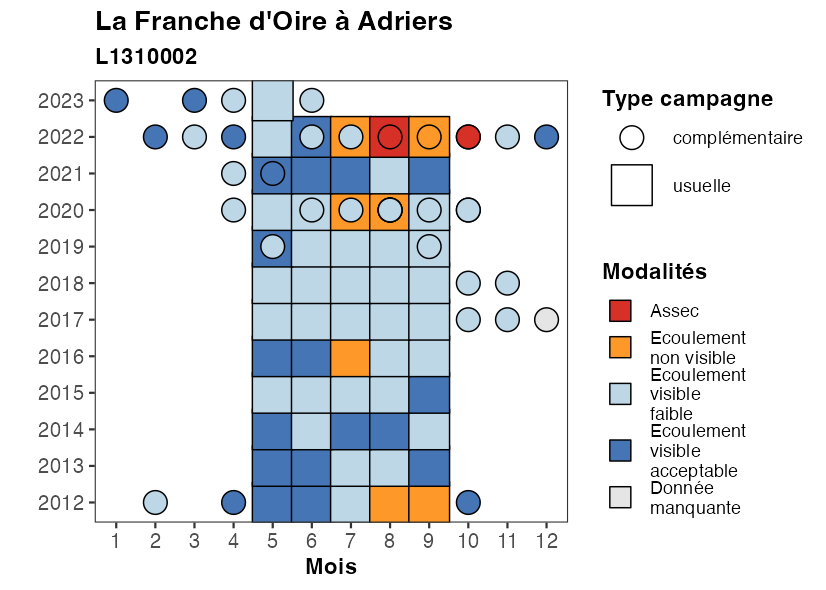 La Franche d'Oire à Adriers
L1310002
2023
2022
2021
2020
2019
2018
2017
2016
2015
2014
2013
2012
1 2 3 4 5 6 7 8 9 10 11 12
Mois
Type campagne
complémentaire
usuelle
Modalités
Assec
Ecoulement
non visible
Ecoulement
visible
faible
Ecoulement
visible
acceptable
Donnée
manquante